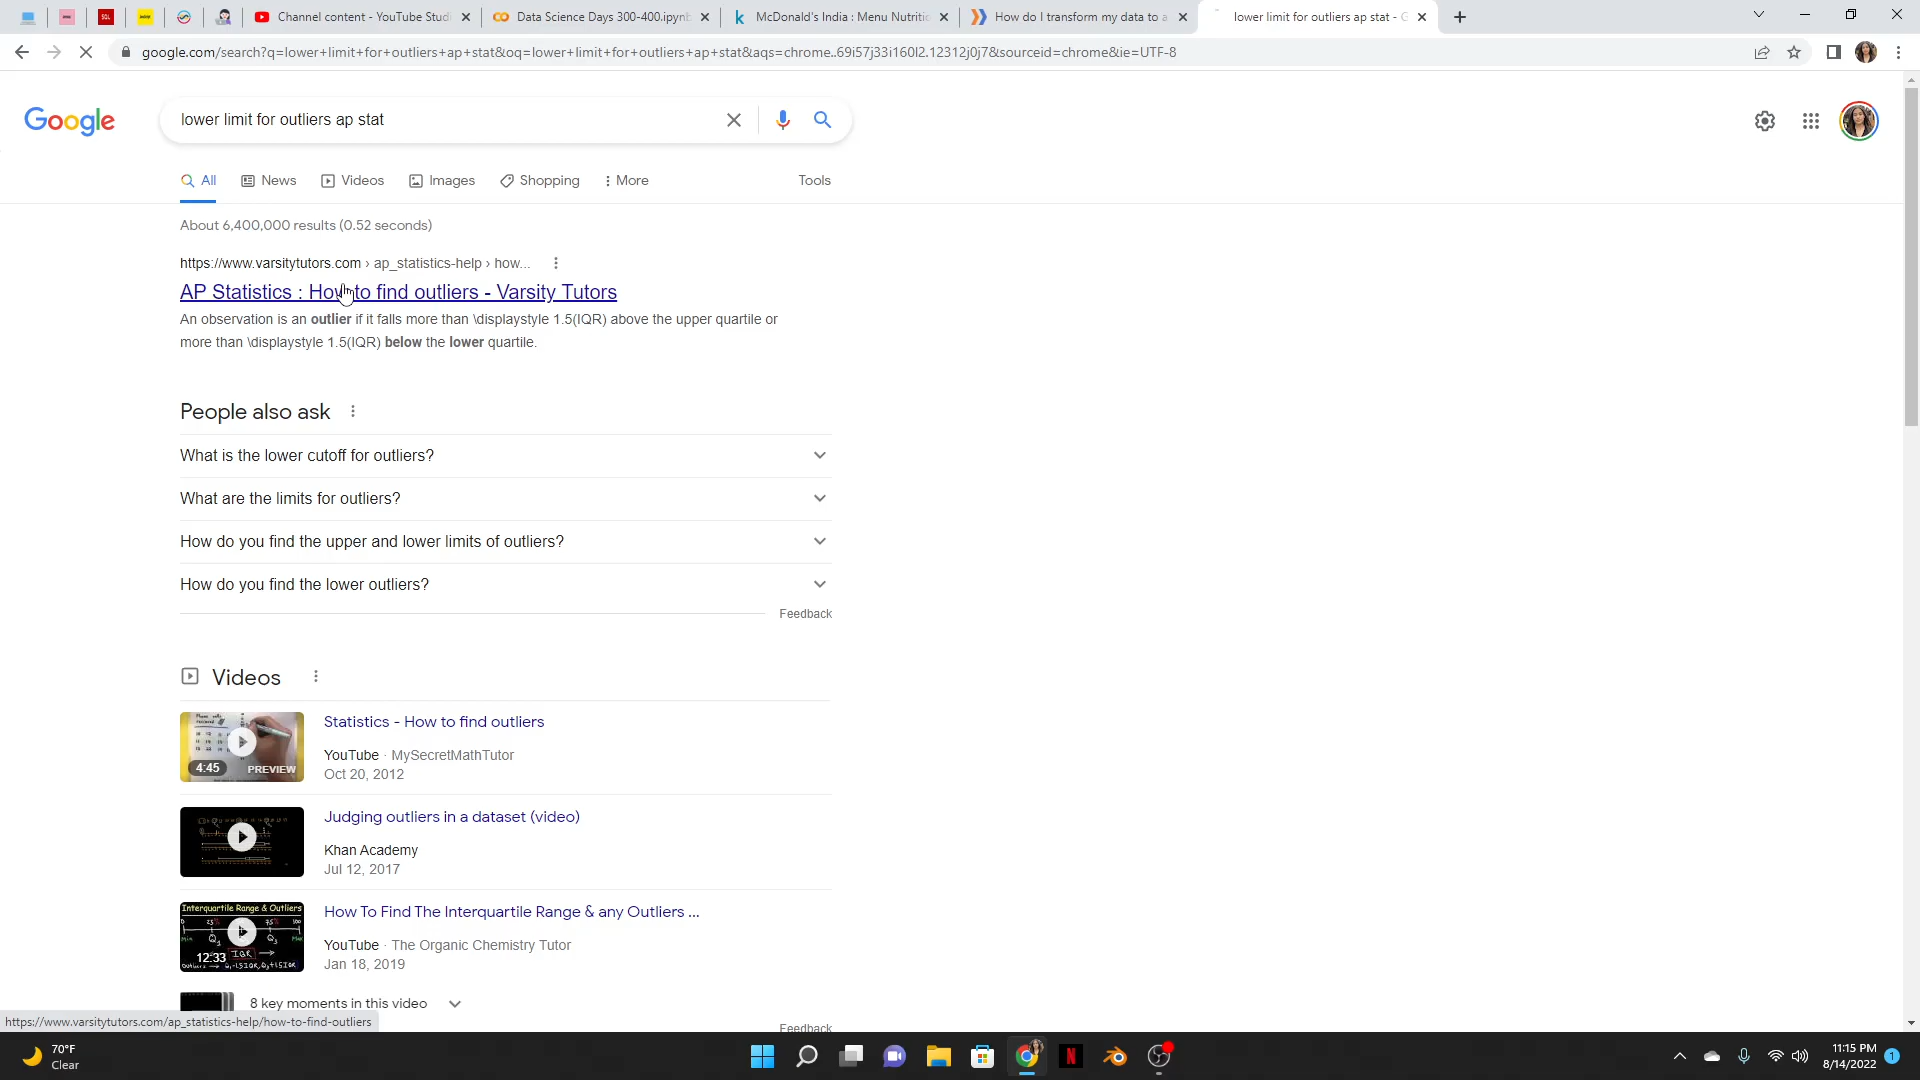 Channel content - YouTube Studi
Data Science Days 300-400.ipynb
McDonald's India : Menu Nutritic
How do I transform my data to a
lower limit for outliers ap stat - G
google.com/search?q=lower+limit+for+outliers+ap+stat&oq=lower+limit+for+outliers+ap+stat&aqs=chrome..69i57j33i160l2.12312j0j7&sourceid=chrome&ie=UTF-8
Google
lower limit for outliers ap stat
All
News
Videos
Images
Shopping
More
Tools
About 6,400,000 results (0.52 seconds)
https://www.varsitytutors.com › ap_statistics-help › how...
AP Statistics : How to find outliers - Varsity Tutors
An observation is an outlier if it falls more than \displaystyle 1.5(IQR) above the upper quartile or
more than \displaystyle 1.5(IQR) below the lower quartile.
People also ask
What is the lower cutoff for outliers?
What are the limits for outliers?
How do you find the upper and lower limits of outliers?
How do you find the lower outliers?
Feedback
Videos
4:45
PREVIEW
Statistics - How to find outliers
YouTube · MySecretMathTutor
Oct 20, 2012
Judging outliers in a dataset (video)
Khan Academy
Jul 12, 2017
Interquartile Range & Outliers
12:33
How To Find The Interquartile Range & any Outliers ...
YouTube · The Organic Chemistry Tutor
Jan 18, 2019
8 key moments in this video
Feedback
https://www.varsitytutors.com/ap_statistics-help/how-to-find-outliers
70°F
Clear
11:15 PM
8/14/2022
1